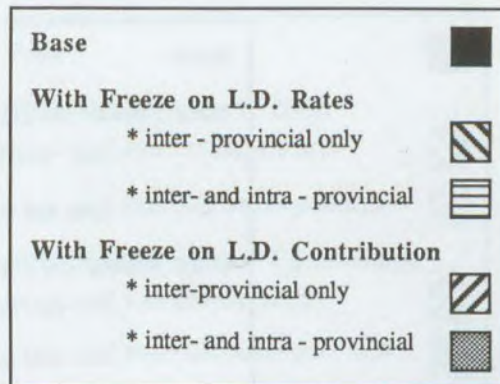 Base
With Freeze on L.D. Rates
* inter - provincial only
* inter- and intra - provincial
With Freeze on L.D. Contribution
* inter-provincial only
* inter- and intra - provincial